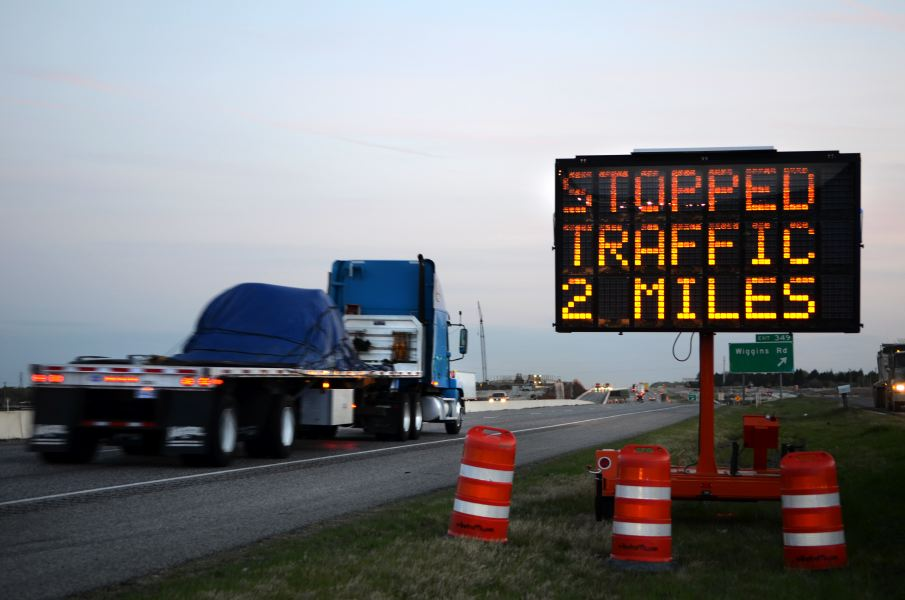 STOPPED
TRAFFIC
2 MILES
EXIT 349
Wiggins Rd